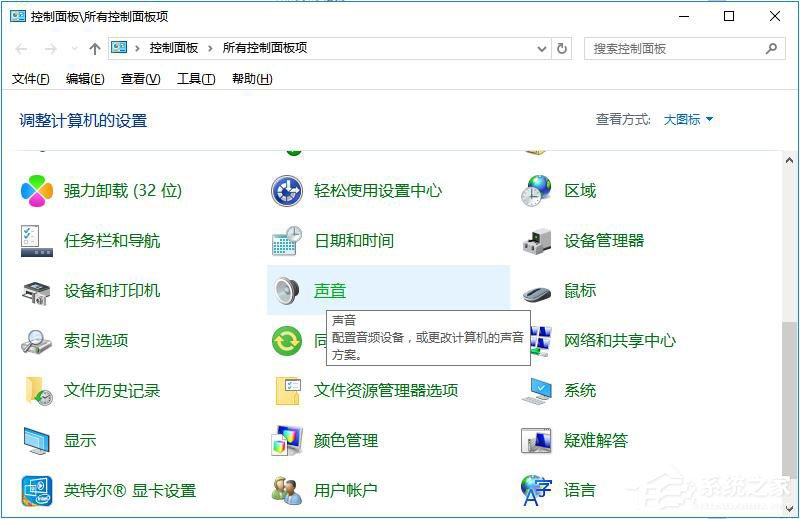 控制面板\所有控制面板项
控制面板 > 所有控制面板项
搜索控制面板
文件(F) 编辑(E) 查看(V) 工具(T) 帮助(H)
调整计算机的设置
查看方式: 大图标
强力卸载 (32 位) 轻松使用设置中心 区域
任务栏和导航 日期和时间 设备管理器
设备和打印机 声音 鼠标
声音
配置音频设备，或更改计算机的声音
方案。
索引选项 网络和共享中心
文件历史记录 文件资源管理器选项 系统
显示 颜色管理 疑难解答
英特尔® 显卡设置 用户帐户 语言
系统之家